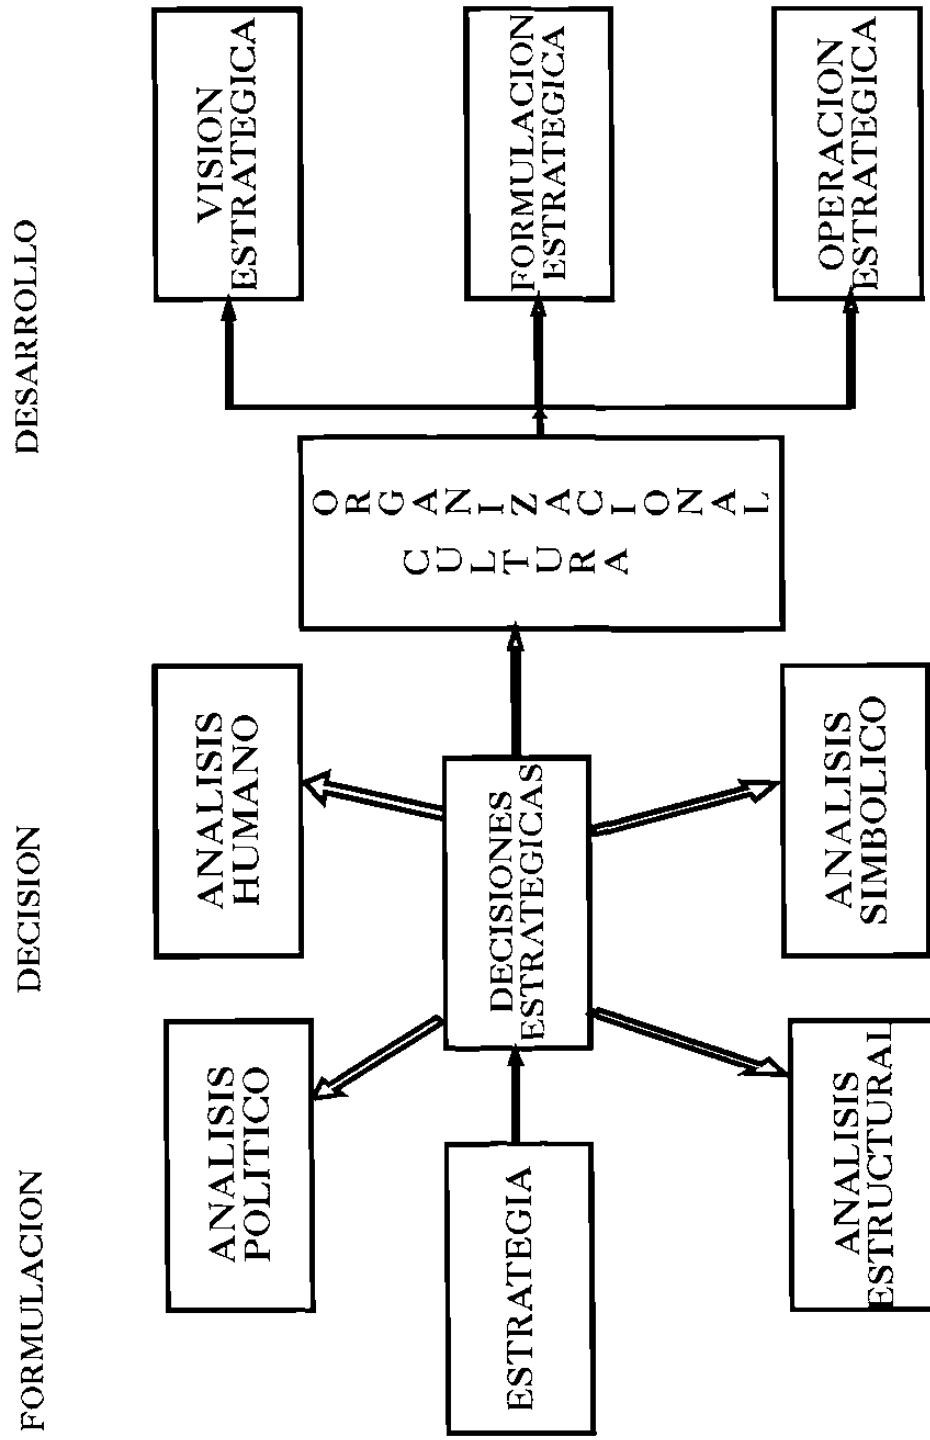 FORMULACION
DECISION
DESARROLLO
ANALISIS
POLITICO
ANALISIS
HUMANO
VISION
ESTRATEGICA
ESTRATEGIA
DECISIONES
ESTRATEGICAS
CULTURA
ORGANIZACIONAL
FORMULACION
ESTRATEGICA
ANALISIS
ESTRUCTURAL
ANALISIS
SIMBOLICO
OPERACION
ESTRATEGICA